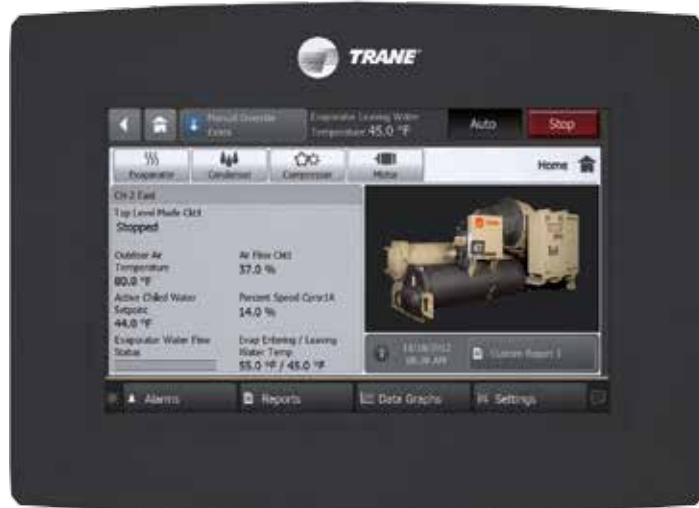 TRANE
Manual Override
Exists
Evaporator Leaving Water
Temperature 45.0 °F
Auto
Stop
Evaporator
Condenser
Compressor
Motor
Home
CH-2 East
Top Level Mode Ckt1
Stopped
Outdoor Air
Temperature
80.0 °F
Air Flow Ckt1
37.0 %
Active Chilled Water
Setpoint
44.0 °F
Percent Speed Cprsr1A
14.0 %
Evaporator Water Flow
Status
Evap Entering / Leaving
Water Temp
55.0 °F / 45.0 °F
Custom Report 1
Alarms
Reports
Data Graphs
Settings